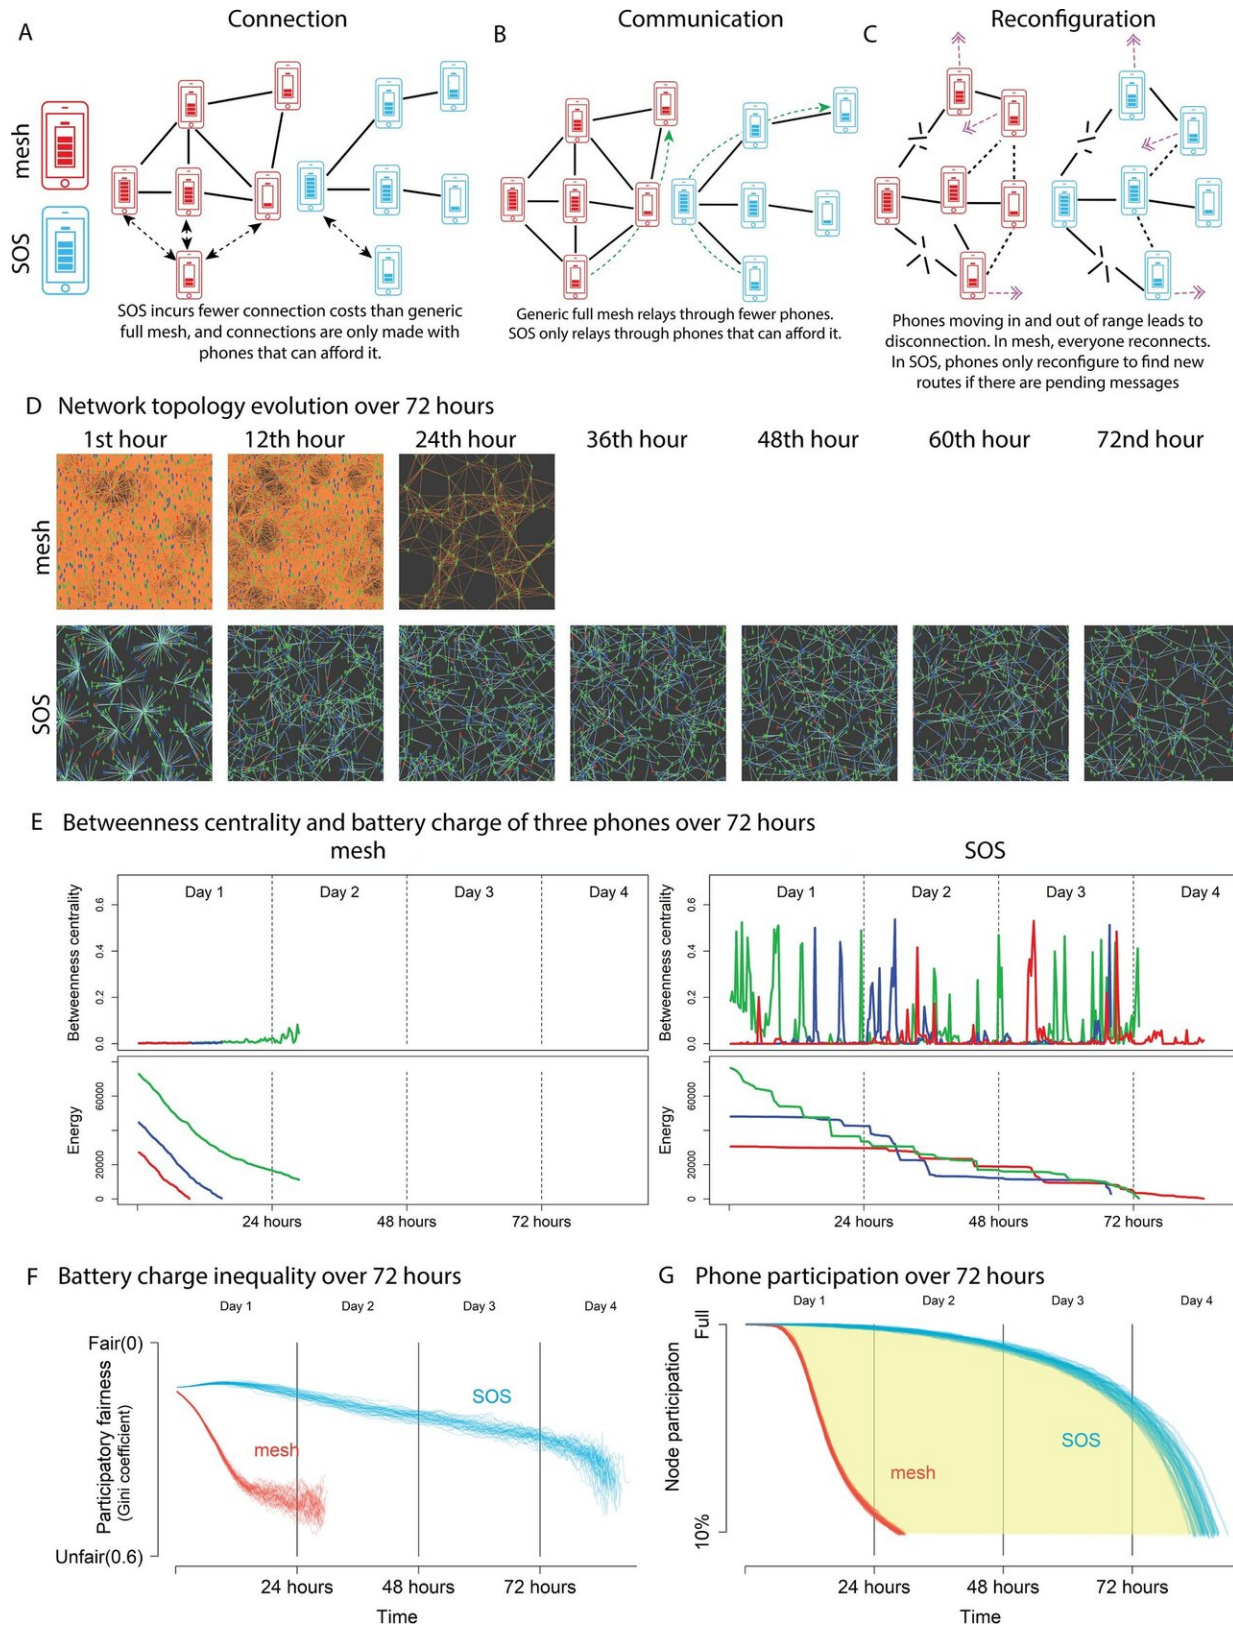 A
Connection
B
Communication
C
Reconfiguration
mesh
SOS
SOS incurs fewer connection costs than generic
full mesh, and connections are only made with
phones that can afford it.
Generic full mesh relays through fewer phones.
SOS only relays through phones that can afford it.
Phones moving in and out of range leads to
disconnection. In mesh, everyone reconnects.
In SOS, phones only reconfigure to find new
routes if there are pending messages
D Network topology evolution over 72 hours
1st hour 12th hour 24th hour 36th hour 48th hour 60th hour 72nd hour
mesh
SOS
E Betweenness centrality and battery charge of three phones over 72 hours
mesh
Betweenness centrality
0.6
0.4
0.2
0.0
Day 1 Day 2 Day 3 Day 4
Energy
60000
20000
0
24 hours 48 hours 72 hours
SOS
Betweenness centrality
0.6
0.4
0.2
0.0
Day 1 Day 2 Day 3 Day 4
Energy
60000
20000
0
24 hours 48 hours 72 hours
F Battery charge inequality over 72 hours
Day 1 Day 2 Day 3 Day 4
Fair(0)
Participatory fairness
(Gini coefficient)
Unfair(0.6)
SOS
mesh
24 hours 48 hours 72 hours
Time
G Phone participation over 72 hours
Day 1 Day 2 Day 3 Day 4
Full
Node participation
10%
SOS
mesh
24 hours 48 hours 72 hours
Time